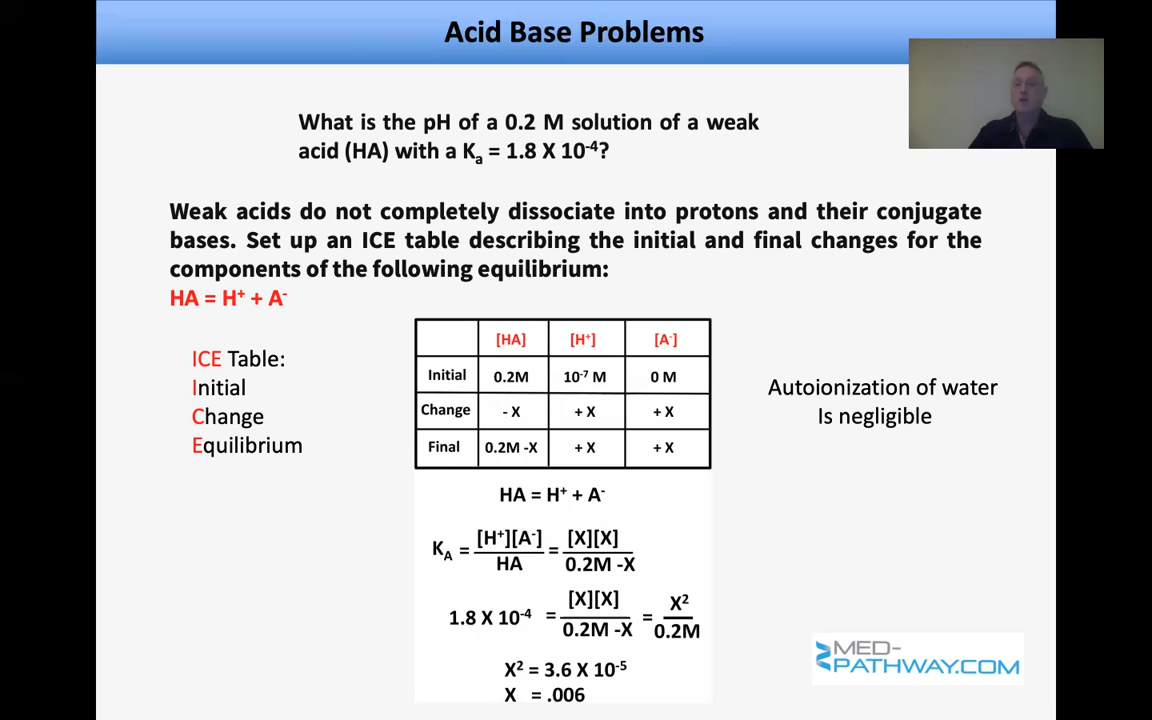 Acid Base Problems
What is the pH of a 0.2 M solution of a weak
acid (HA) with a Kₐ = 1.8 X 10⁻⁴?
Weak acids do not completely dissociate into protons and their conjugate
bases. Set up an ICE table describing the initial and final changes for the
components of the following equilibrium:
HA = H⁺ + A⁻
ICE Table:
Initial
Change
Equilibrium
[HA] [H⁺] [A⁻]
Initial 0.2M 10⁻⁷ M 0 M
Change - X + X + X
Final 0.2M -X + X + X
Autoionization of water
Is negligible
HA = H⁺ + A⁻
K_A = [H⁺][A⁻]/HA = [X][X]/0.2M -X
1.8 X 10⁻⁴ = [X][X]/0.2M -X = X²/0.2M
X² = 3.6 X 10⁻⁵
X = .006
MED-
PATHWAY.COM